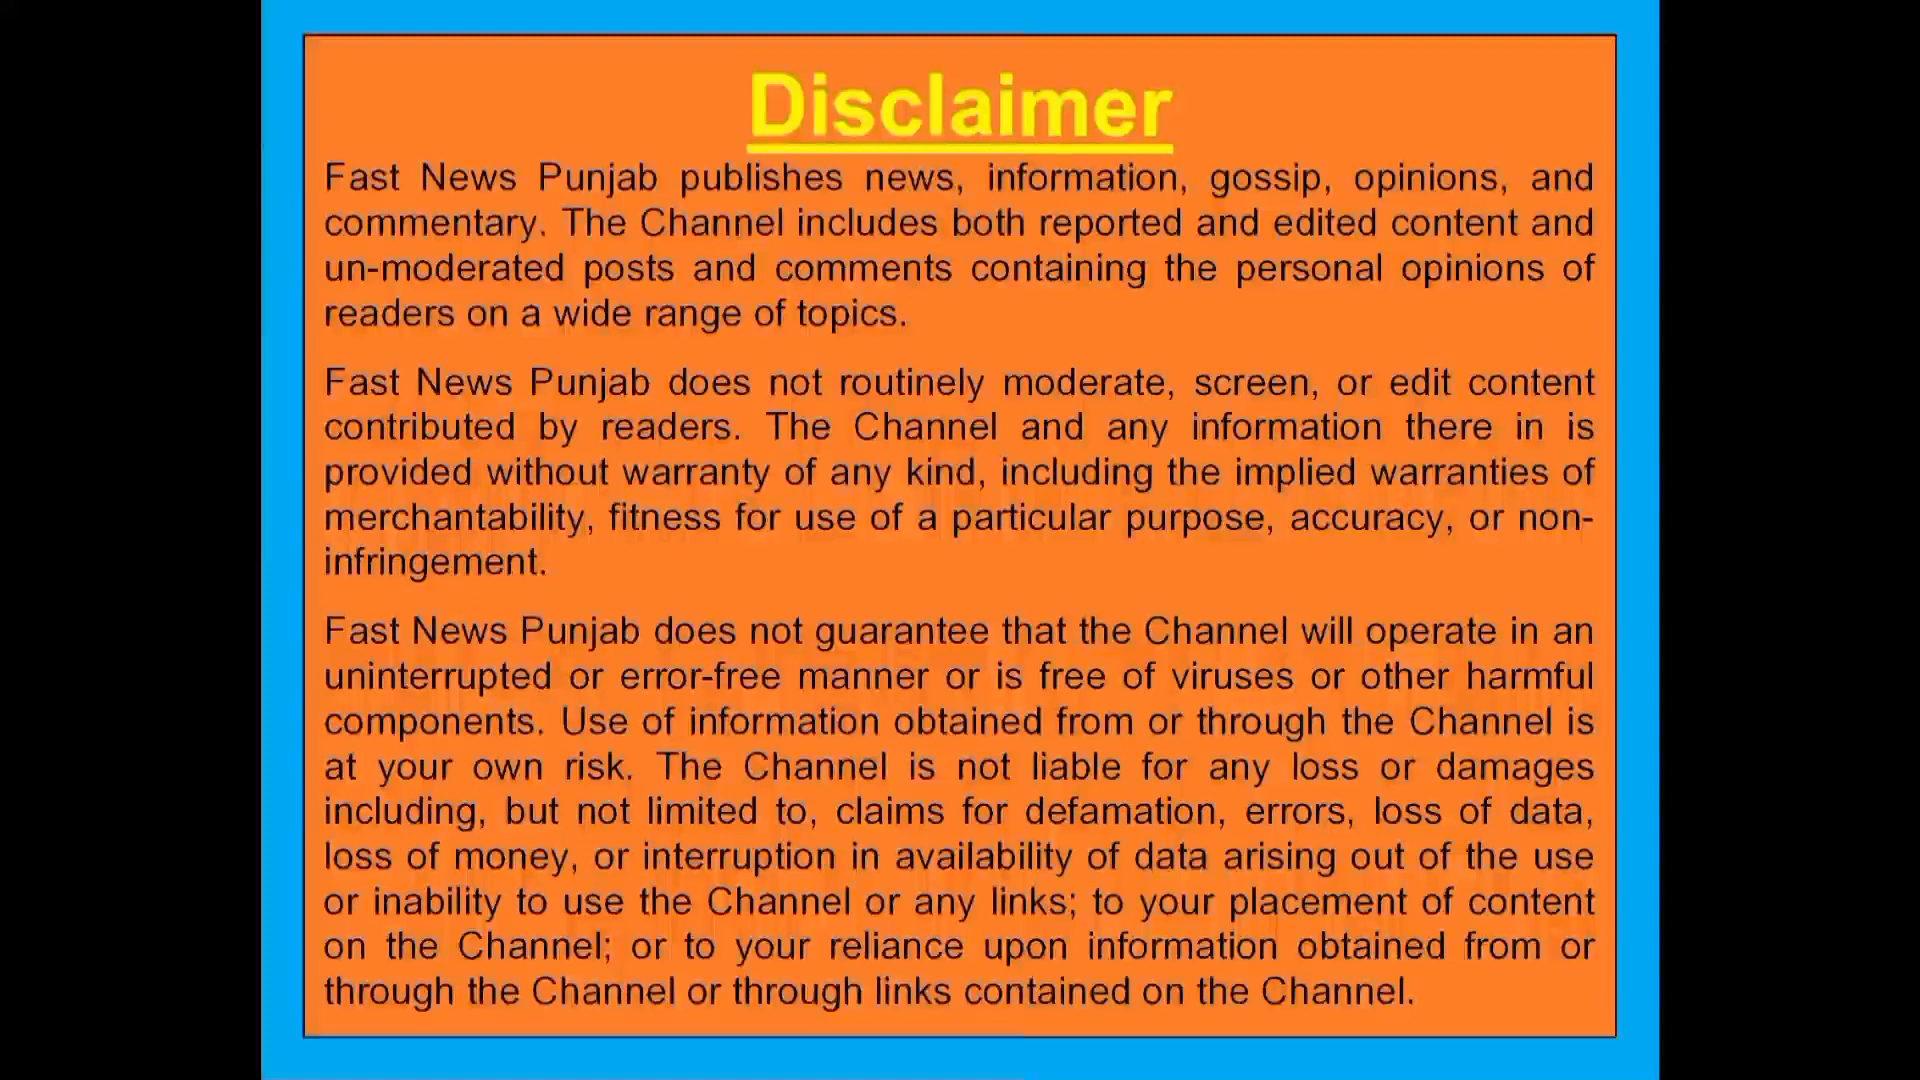 Disclaimer
Fast News Punjab publishes news, information, gossip, opinions, and
commentary. The Channel includes both reported and edited content and
un-moderated posts and comments containing the personal opinions of
readers on a wide range of topics.
Fast News Punjab does not routinely moderate, screen, or edit content
contributed by readers. The Channel and any information there in is
provided without warranty of any kind, including the implied warranties of
merchantability, fitness for use of a particular purpose, accuracy, or non-
infringement.
Fast News Punjab does not guarantee that the Channel will operate in an
uninterrupted or error-free manner or is free of viruses or other harmful
components. Use of information obtained from or through the Channel is
at your own risk. The Channel is not liable for any loss or damages
including, but not limited to, claims for defamation, errors, loss of data,
loss of money, or interruption in availability of data arising out of the use
or inability to use the Channel or any links; to your placement of content
on the Channel; or to your reliance upon information obtained from or
through the Channel or through links contained on the Channel.